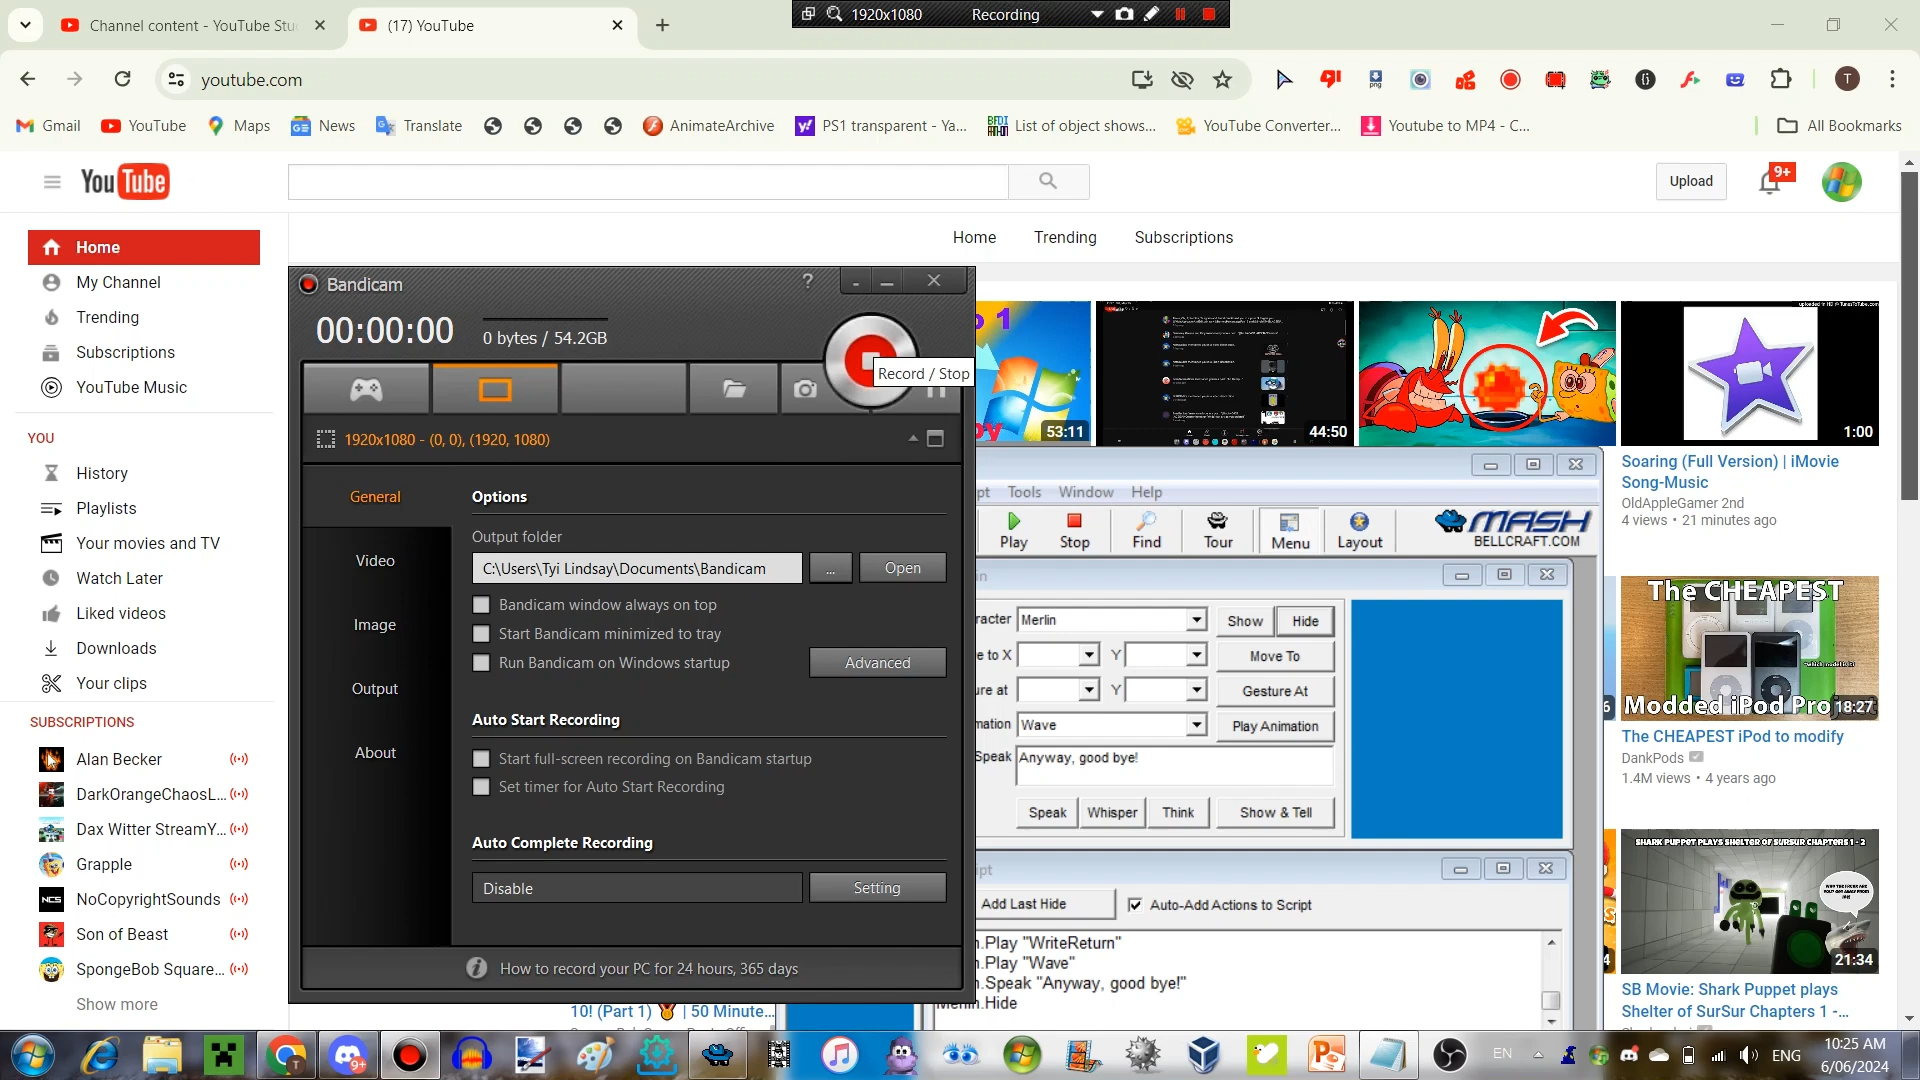 1920x1080 Recording
Channel content - YouTube Stu
(17) YouTube
youtube.com
png
T
Gmail YouTube Maps News Translate AnimateArchive PS1 transparent - Ya... List of object shows... YouTube Converter... Youtube to MP4 - C... All Bookmarks
YouTube
Upload
9+
Home Trending Subscriptions
Home
My Channel
Trending
Subscriptions
YouTube Music
YOU
History
Playlists
Your movies and TV
Watch Later
Liked videos
Downloads
Your clips
SUBSCRIPTIONS
Alan Becker
DarkOrangeChaosL...
Dax Witter StreamY...
Grapple
NoCopyrightSounds
Son of Beast
SpongeBob Square...
Show more
Bandicam
?
00:00:00
0 bytes / 54.2GB
Record / Stop
1920x1080 - (0, 0), (1920, 1080)
General
Video
Image
Output
About
Options
Output folder
C:\Users\Tyi Lindsay\Documents\Bandicam
...
Open
Bandicam window always on top
Start Bandicam minimized to tray
Run Bandicam on Windows startup
Advanced
Auto Start Recording
Start full-screen recording on Bandicam startup
Set timer for Auto Start Recording
Auto Complete Recording
Disable
Setting
How to record your PC for 24 hours, 365 days
10! (Part 1) 🏅 | 50 Minute...
53:11
44:50
1:00
Soaring (Full Version) | iMovie
Song-Music
OldAppleGamer 2nd
4 views • 21 minutes ago
pt Tools Window Help
Play Stop Find Tour Menu Layout
MASH
BELLCRAFT.COM
in
racter Merlin Show Hide
e to X Y Move To
ure at Y Gesture At
mation Wave Play Animation
Speak Anyway, good bye!
Speak Whisper Think Show & Tell
ipt
Add Last Hide Auto-Add Actions to Script
n.Play "WriteReturn"
n.Play "Wave"
n.Speak "Anyway, good bye!"
Merlin.Hide
The CHEAPEST
Modded iPod Project
18:27
The CHEAPEST iPod to modify
DankPods
1.4M views • 4 years ago
SHARK PUPPET PLAYS SHELTER OF SURSUR CHAPTERS 1 - 2
21:34
SB Movie: Shark Puppet plays
Shelter of SurSur Chapters 1 -...
EN
ENG
10:25 AM
6/06/2024